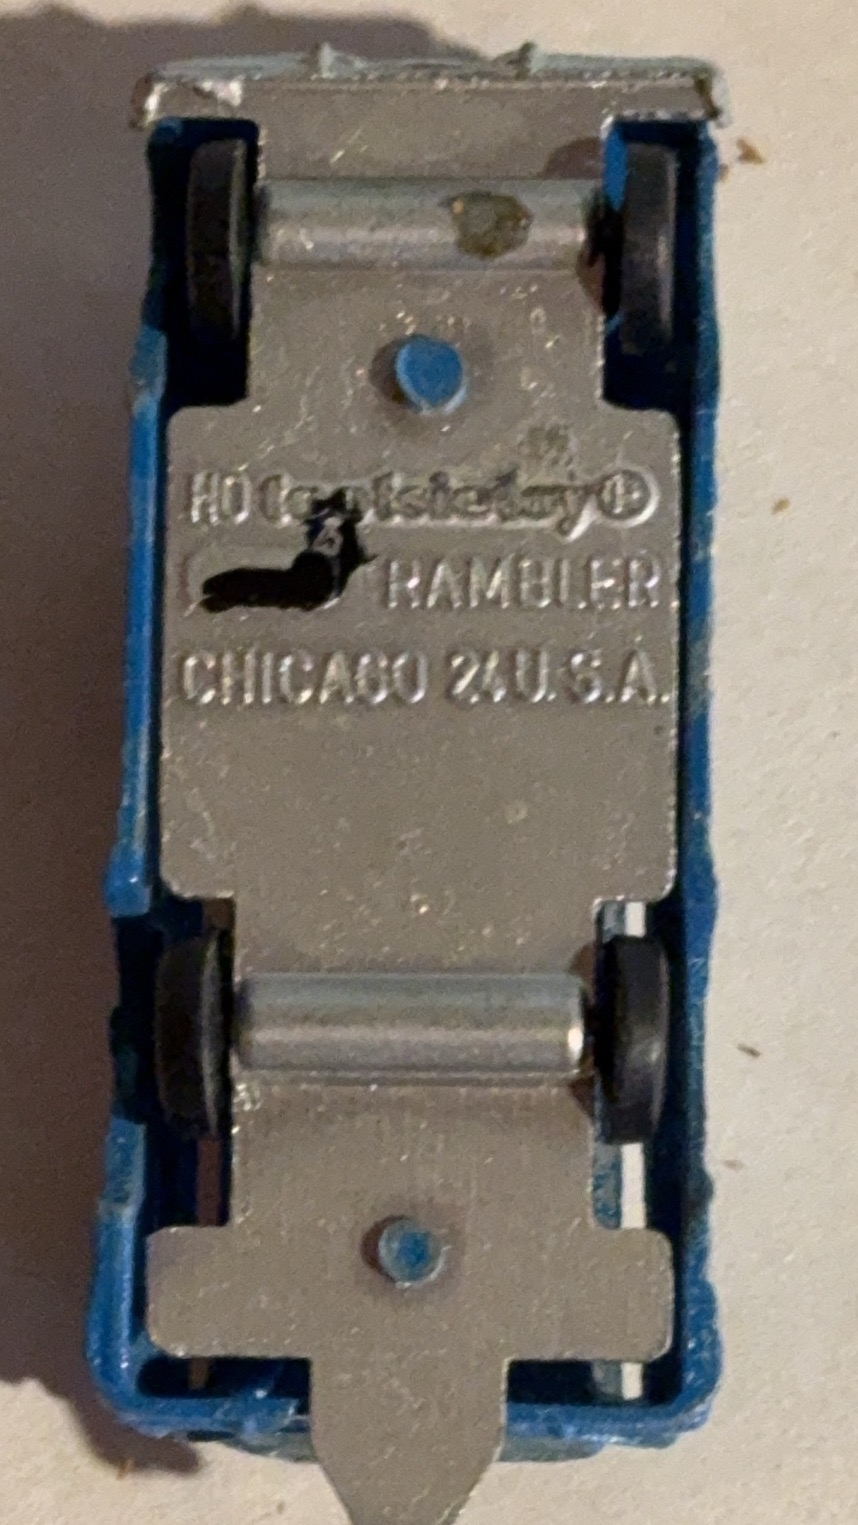 HO tootsietoy®
RAMBLER
CHICAGO 24 U.S.A.